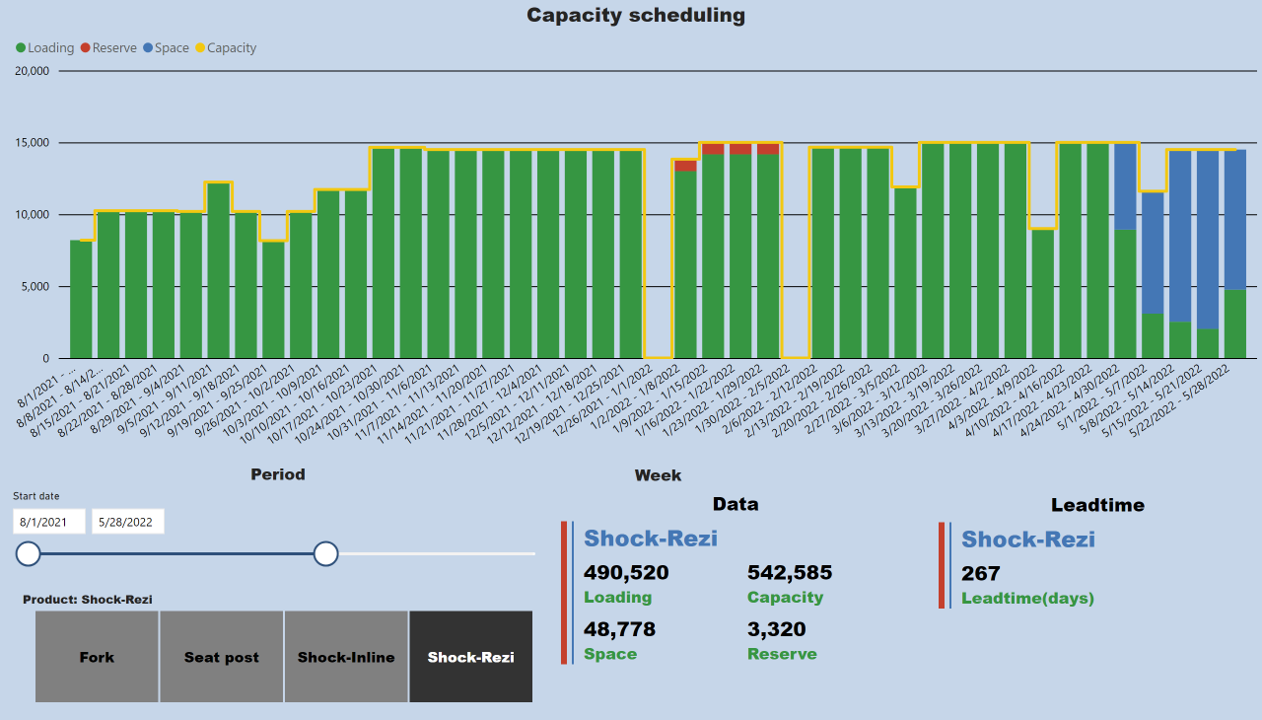 Capacity scheduling
Loading Reserve Space Capacity
20,000
15,000
10,000
5,000
0
8/1/2021 - ...
8/8/2021 - 8/14/2...
8/15/2021 - 8/21/2021
8/22/2021 - 8/28/2021
8/29/2021 - 9/4/2021
9/5/2021 - 9/11/2021
9/12/2021 - 9/18/2021
9/19/2021 - 9/25/2021
9/26/2021 - 10/2/2021
10/3/2021 - 10/9/2021
10/10/2021 - 10/16/2021
10/17/2021 - 10/23/2021
10/24/2021 - 10/30/2021
10/31/2021 - 11/6/2021
11/7/2021 - 11/13/2021
11/14/2021 - 11/20/2021
11/21/2021 - 11/27/2021
11/28/2021 - 12/4/2021
12/5/2021 - 12/11/2021
12/12/2021 - 12/18/2021
12/19/2021 - 12/25/2021
12/26/2021 - 1/1/2022
1/2/2022 - 1/8/2022
1/9/2022 - 1/15/2022
1/16/2022 - 1/22/2022
1/23/2022 - 1/29/2022
1/30/2022 - 2/5/2022
2/6/2022 - 2/12/2022
2/13/2022 - 2/19/2022
2/20/2022 - 2/26/2022
2/27/2022 - 3/5/2022
3/6/2022 - 3/12/2022
3/13/2022 - 3/19/2022
3/20/2022 - 3/26/2022
3/27/2022 - 4/2/2022
4/3/2022 - 4/9/2022
4/10/2022 - 4/16/2022
4/17/2022 - 4/23/2022
4/24/2022 - 4/30/2022
5/1/2022 - 5/7/2022
5/8/2022 - 5/14/2022
5/15/2022 - 5/21/2022
5/22/2022 - 5/28/2022
Period
Start date
8/1/2021 5/28/2022
Product: Shock-Rezi
Fork Seat post Shock-Inline Shock-Rezi
Week
Data
Shock-Rezi
490,520 542,585
Loading Capacity
48,778 3,320
Space Reserve
Leadtime
Shock-Rezi
267
Leadtime(days)